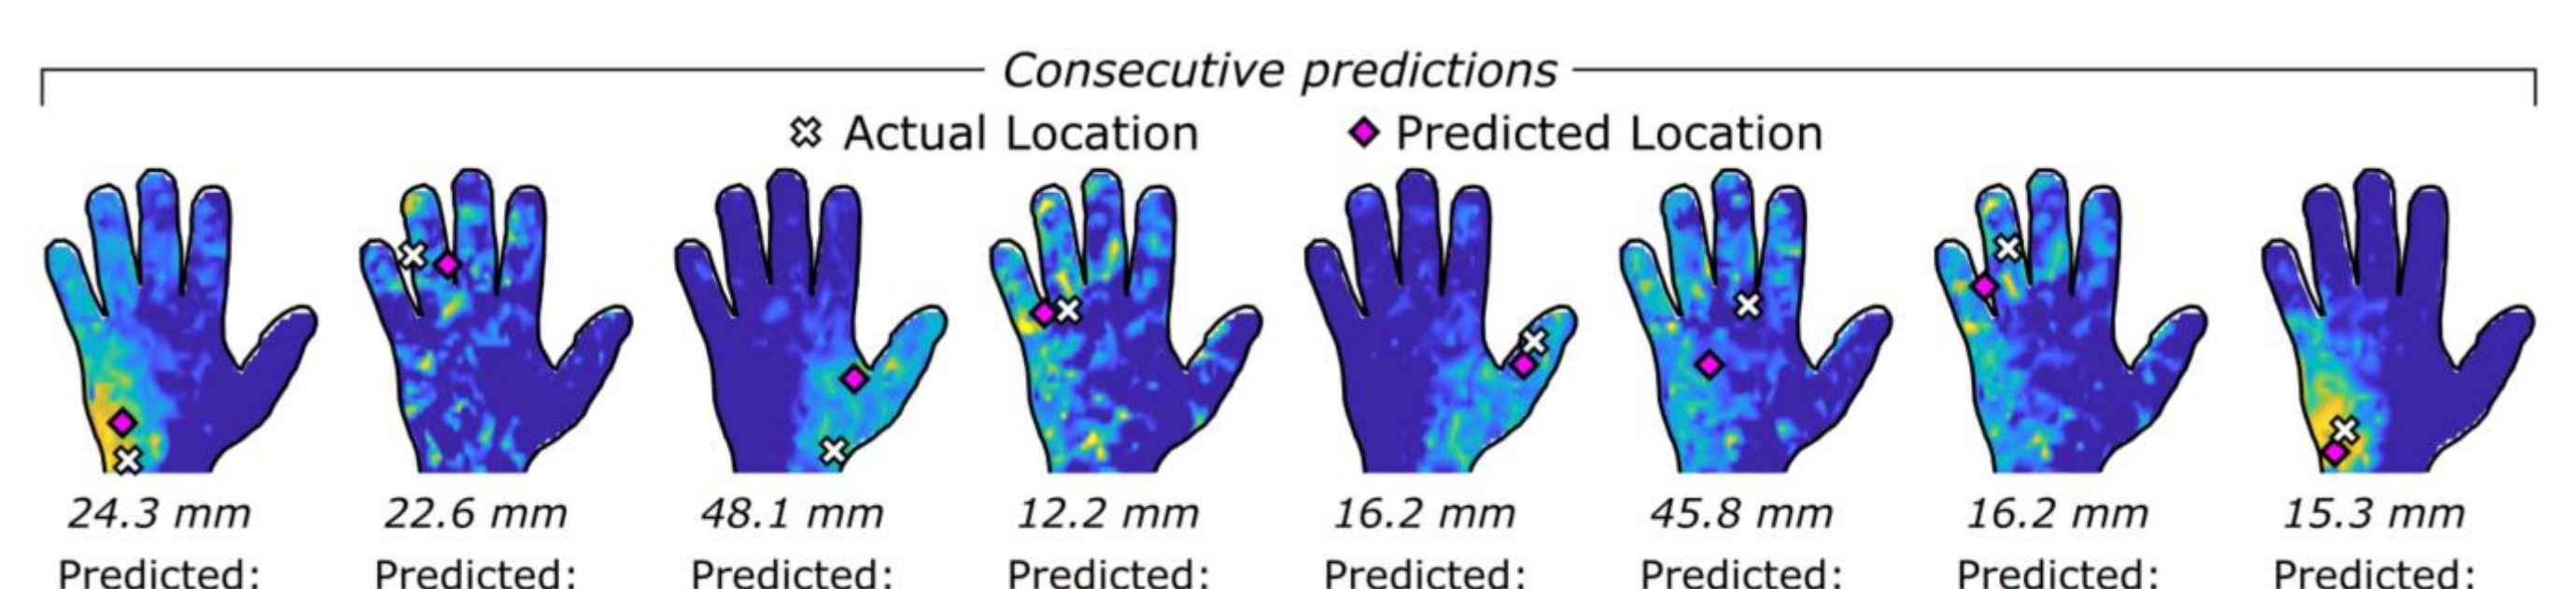 Consecutive predictions
Actual Location Predicted Location
24.3 mm 22.6 mm 48.1 mm 12.2 mm 16.2 mm 45.8 mm 16.2 mm 15.3 mm
Predicted: Predicted: Predicted: Predicted: Predicted: Predicted: Predicted: Predicted: